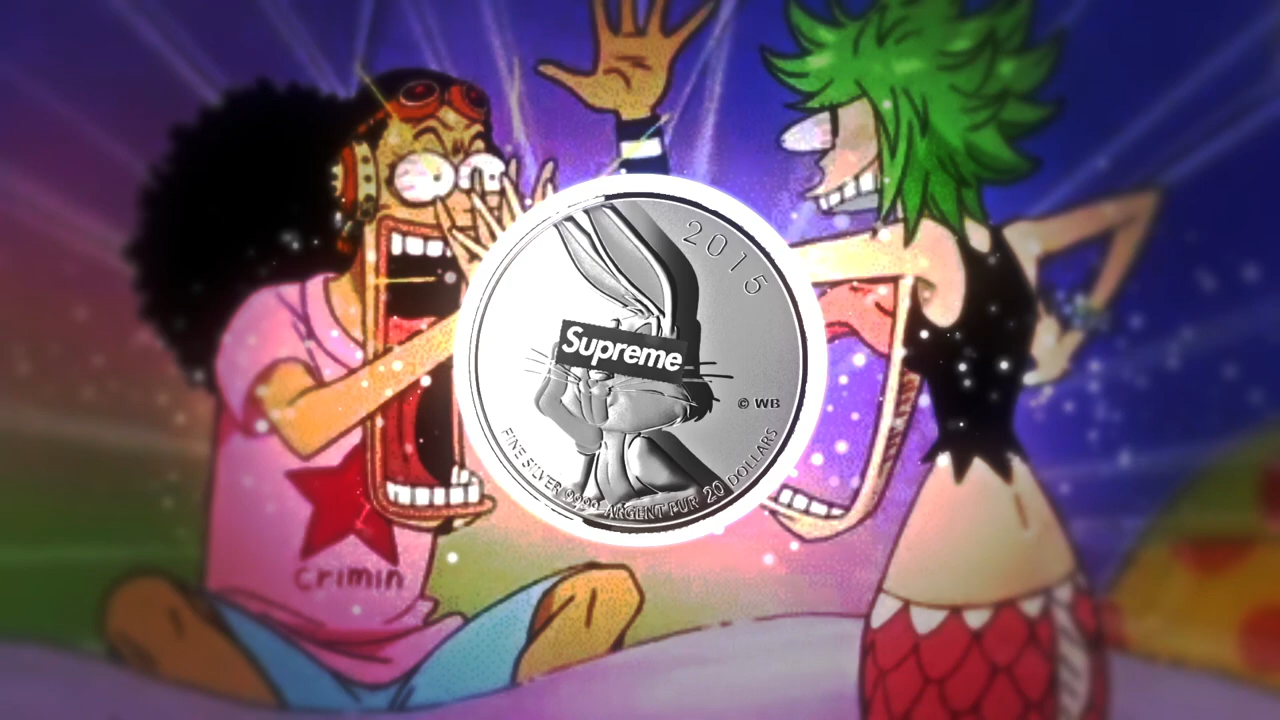 2015
Supreme
© WB
FINE SILVER 9999 ARGENT PUR 20 DOLLARS
crimin